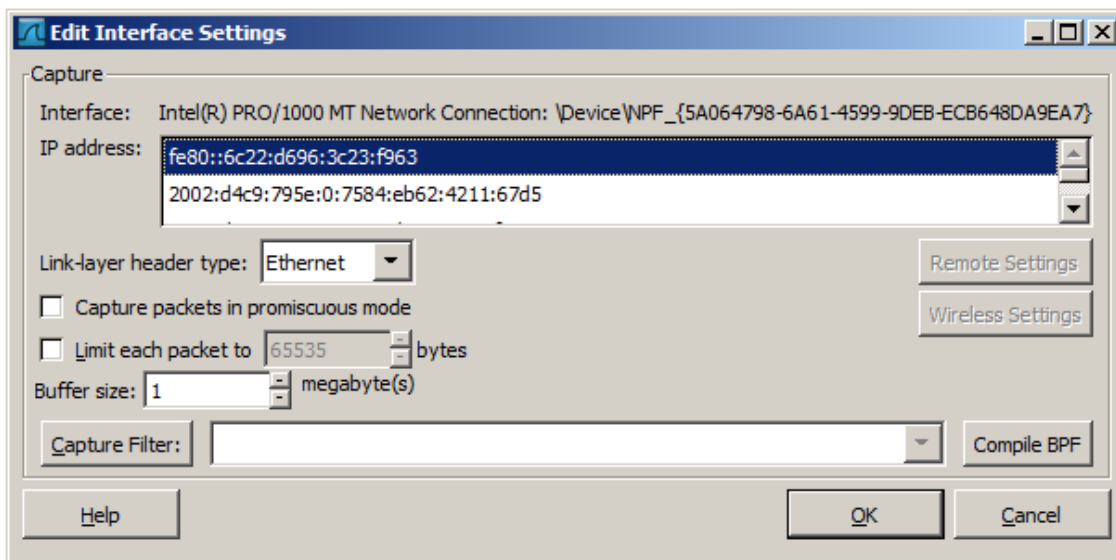 Edit Interface Settings
Capture
Interface: Intel(R) PRO/1000 MT Network Connection: \Device\NPF_{5A064798-6A61-4599-9DEB-ECB648DA9EA7}
IP address: fe80::6c22:d696:3c23:f963
2002:d4c9:795e:0:7584:eb62:4211:67d5
Link-layer header type: Ethernet Remote Settings
Capture packets in promiscuous mode Wireless Settings
Limit each packet to 65535 bytes
Buffer size: 1 megabyte(s)
Capture Filter: Compile BPF
Help OK Cancel